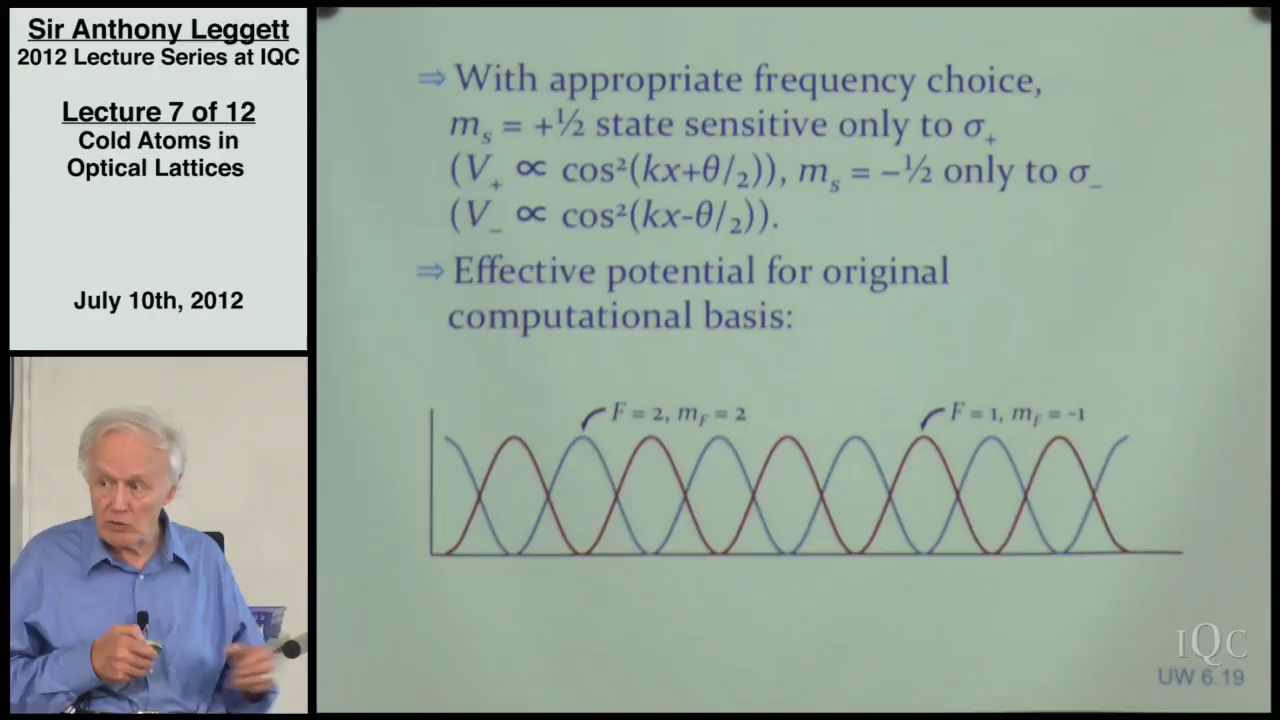 Sir Anthony Leggett
2012 Lecture Series at IQC
Lecture 7 of 12
Cold Atoms in
Optical Lattices
July 10th, 2012
⇒ With appropriate frequency choice,
mₛ = +½ state sensitive only to σ₊
(V₊ ∝ cos²(kx+θ/2)), mₛ = −½ only to σ₋
(V₋ ∝ cos²(kx-θ/2)).
⇒ Effective potential for original
computational basis:
F = 2, m_F = 2
F = 1, m_F = -1
IQC
UW 6.19